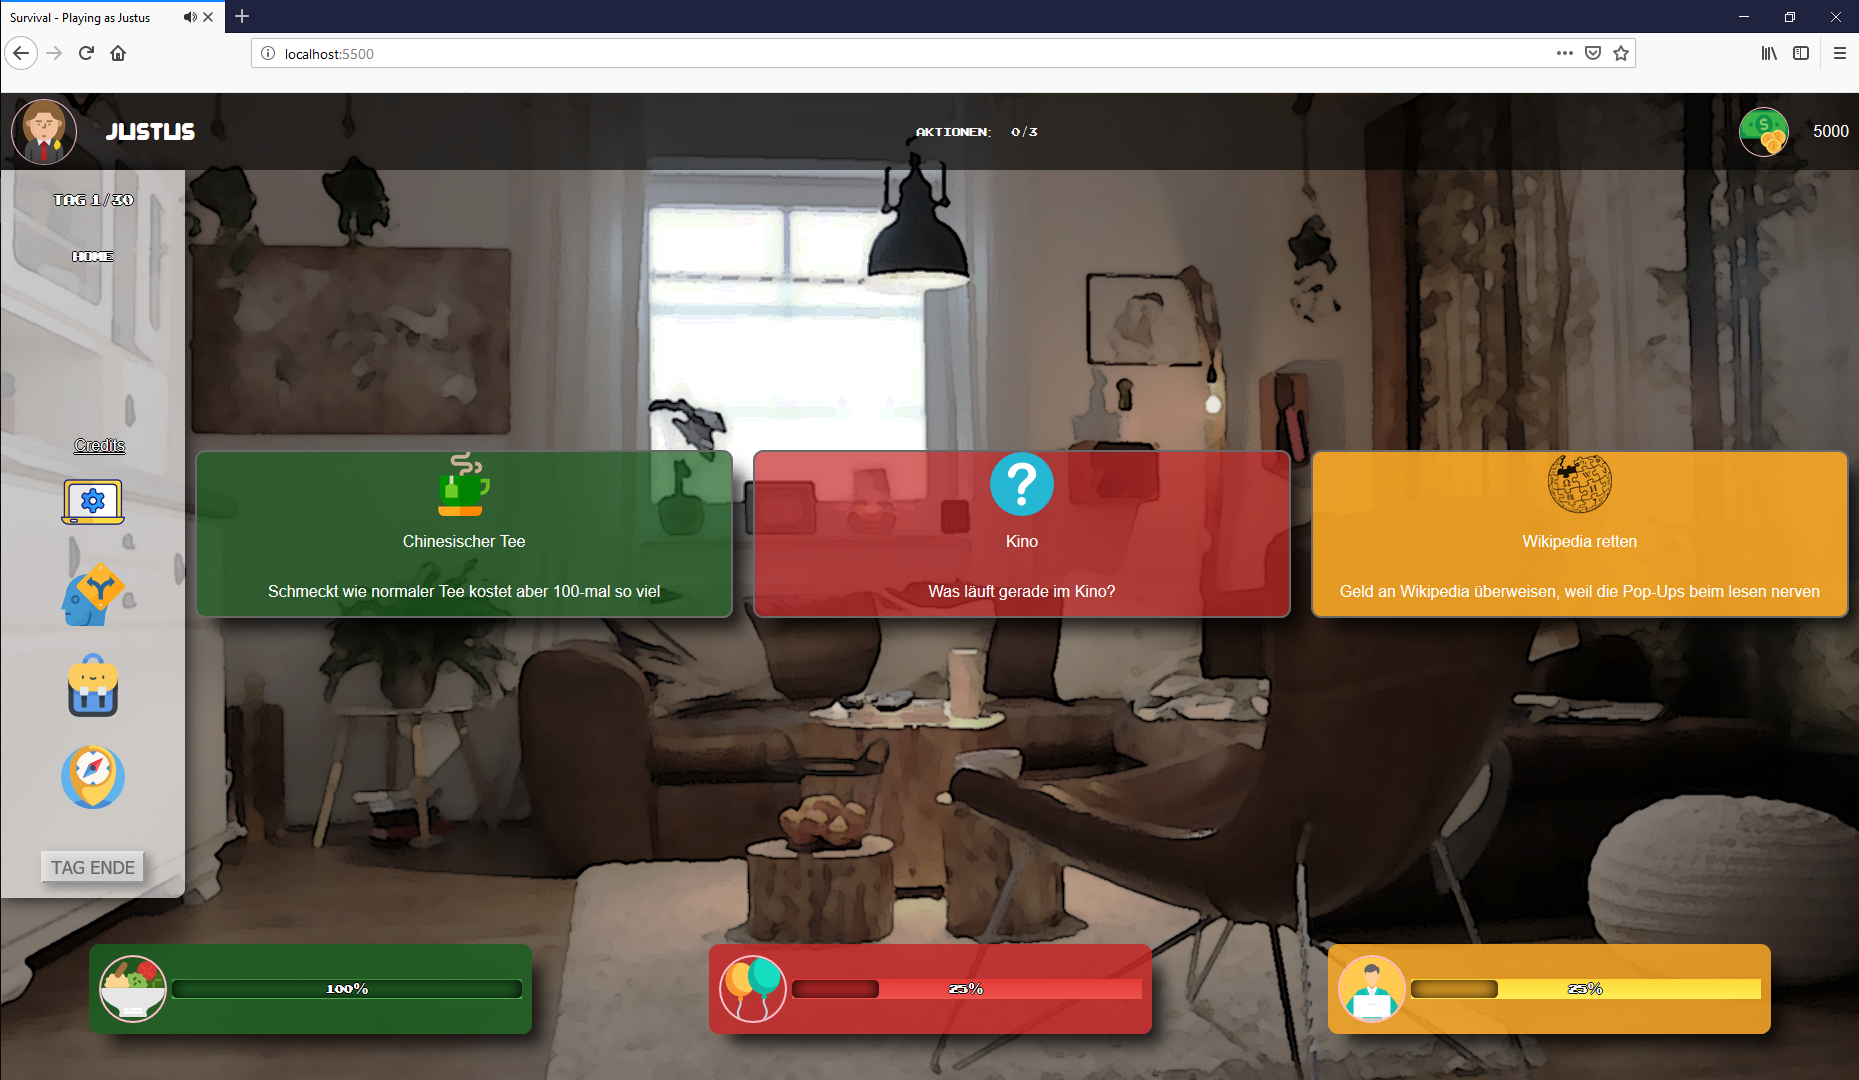 Survival - Playing as Justus
localhost:5500
JUSTUS
AKTIONEN: 0/3
5000
TAG 1/30
HOME
Credits
Chinesischer Tee
Schmeckt wie normaler Tee kostet aber 100-mal so viel
Kino
Was läuft gerade im Kino?
Wikipedia retten
Geld an Wikipedia überweisen, weil die Pop-Ups beim lesen nerven
TAG ENDE
100%
25%
25%